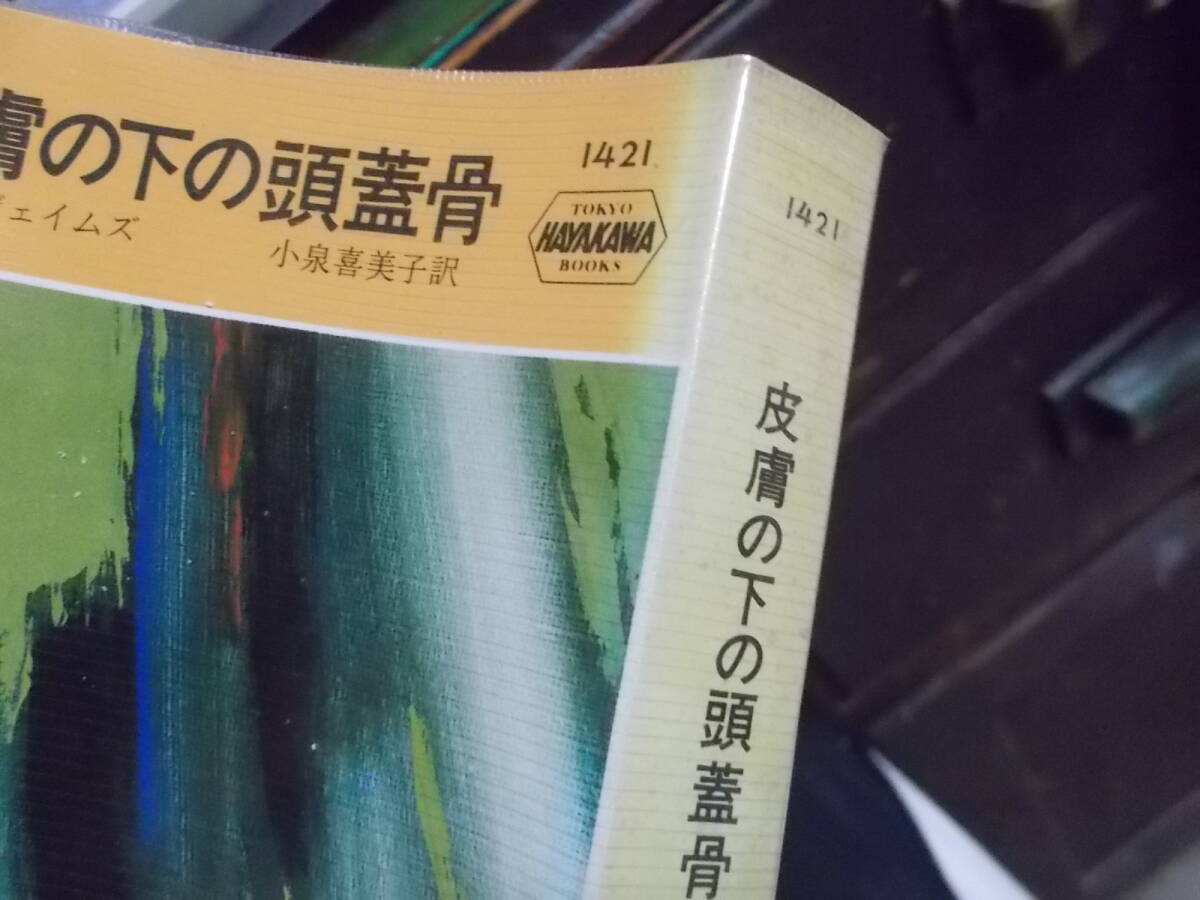 膚の下の頭蓋骨
ェイムズ
小泉喜美子訳
1421
TOKYO
HAYAKAWA
BOOKS
1421
皮膚の下の頭蓋骨